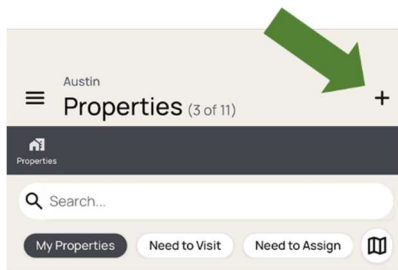 Austin
Properties (3 of 11)
Properties
Search...
My Properties Need to Visit Need to Assign